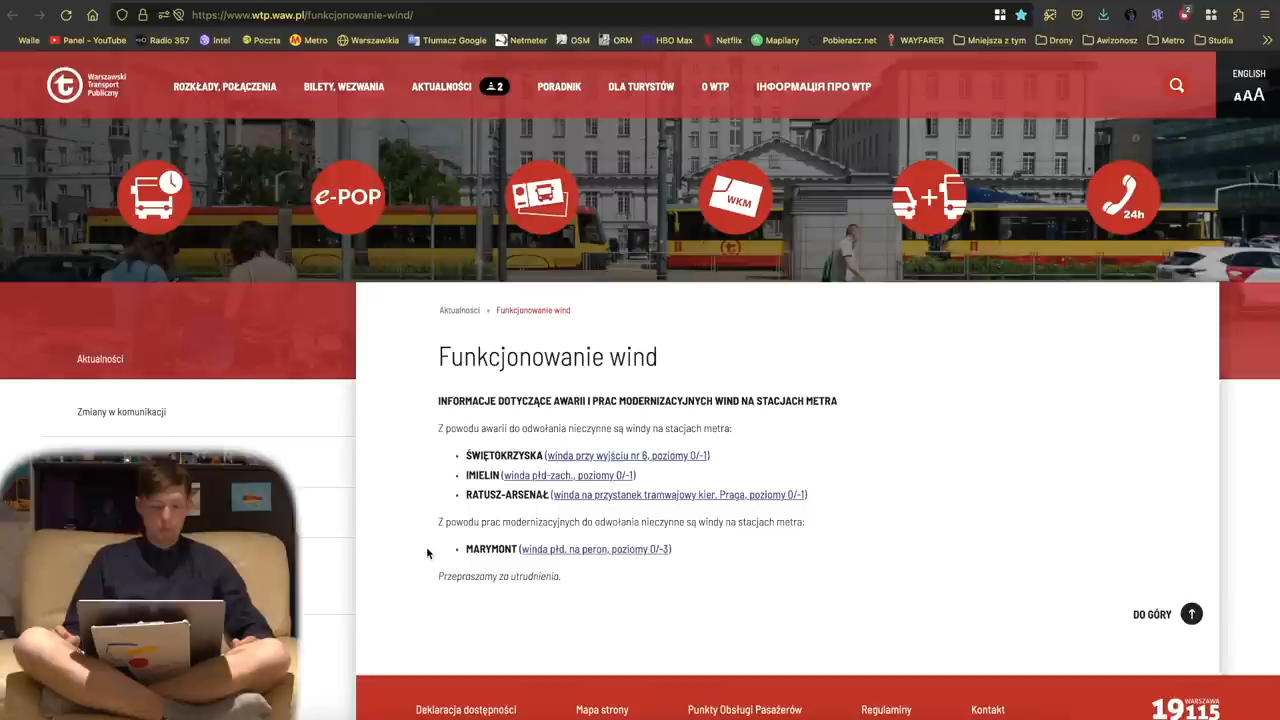 https://www.wtp.waw.pl/funkcjonowanie-wind/
2
Walle
Panel - YouTube
Radio 357
Intel
Poczta
Metro
Warszawikia
Tłumacz Google
Netmeter
OSM
ORM
HBO Max
Netflix
Mapilary
Pobieracz.net
WAYFARER
Mniejsza z tym
Drony
Awizonosz
Metro
Studia
Warszawski
Transport
Publiczny
ROZKŁADY, POŁĄCZENIA
BILETY, WEZWANIA
AKTUALNOŚCI
2
PORADNIK
DLA TURYSTÓW
O WTP
ІНФОРМАЦІЯ ПРО WTP
ENGLISH
AAA
e-POP
WKM
24h
Aktualności » Funkcjonowanie wind
Funkcjonowanie wind
Aktualności
INFORMACJE DOTYCZĄCE AWARII I PRAC MODERNIZACYJNYCH WIND NA STACJACH METRA
Zmiany w komunikacji
Z powodu awarii do odwołania nieczynne są windy na stacjach metra:
• ŚWIĘTOKRZYSKA (winda przy wyjściu nr 6, poziomy 0/-1)
• IMIELIN (winda płd-zach., poziomy 0/-1)
• RATUSZ-ARSENAŁ (winda na przystanek tramwajowy kier. Praga, poziomy 0/-1)
Z powodu prac modernizacyjnych do odwołania nieczynne są windy na stacjach metra:
• MARYMONT (winda płd. na peron, poziomy 0/-3)
Przepraszamy za utrudnienia.
DO GÓRY
Deklaracja dostępności
Mapa strony
Punkty Obsługi Pasażerów
Regulaminy
Kontakt
19
WARSZAWA
115